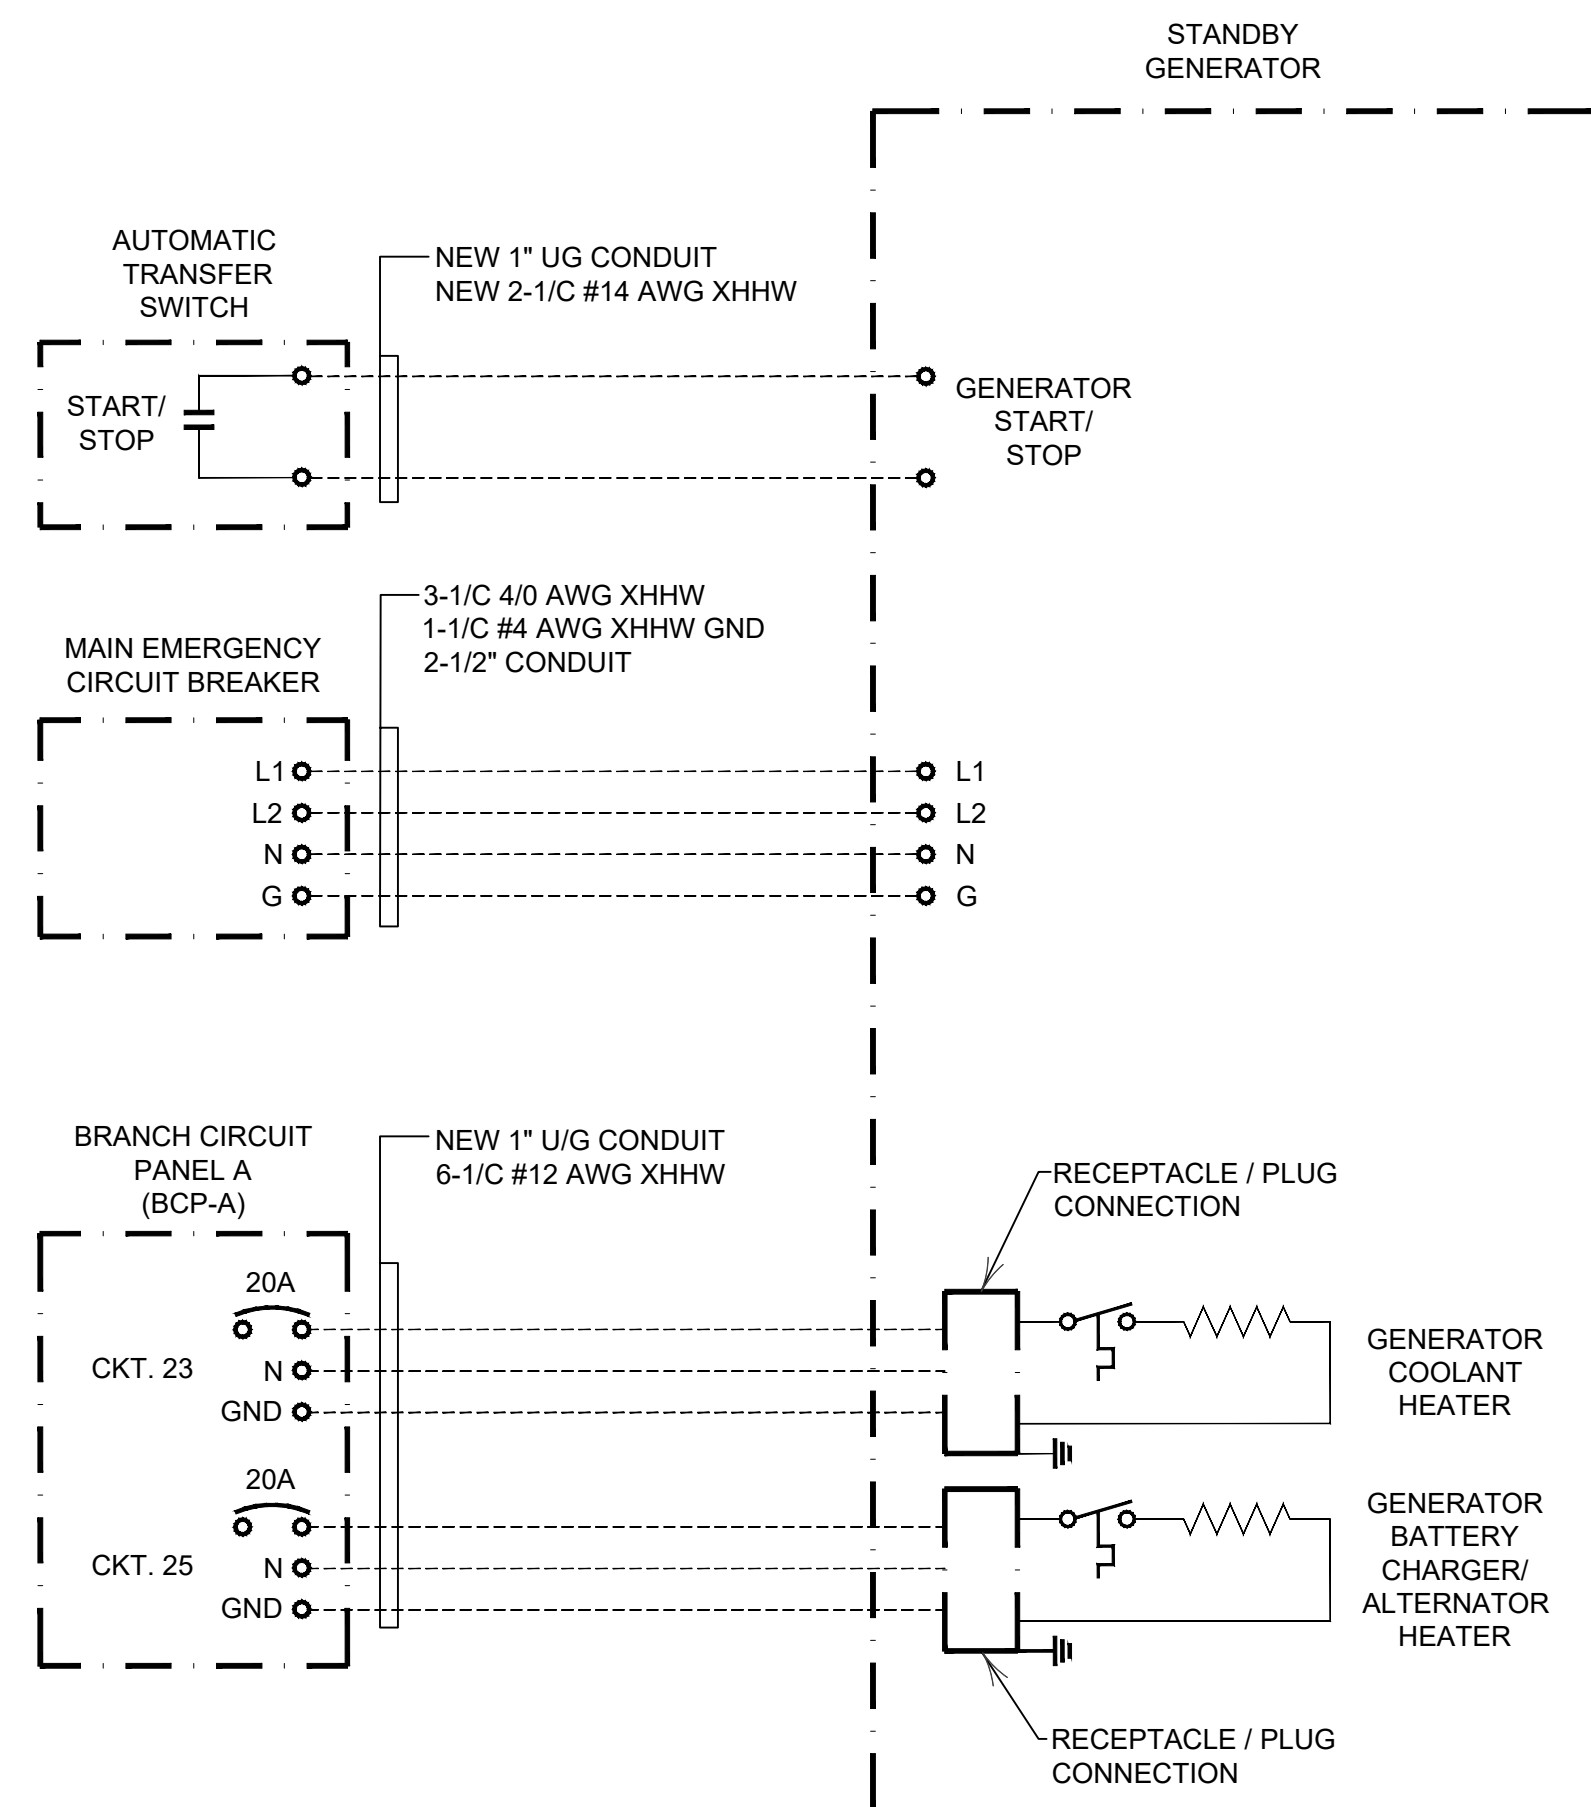 STANDBY
GENERATOR
AUTOMATIC
TRANSFER
SWITCH
NEW 1" UG CONDUIT
NEW 2-1/C #14 AWG XHHW
START/
STOP
GENERATOR
START/
STOP
3-1/C 4/0 AWG XHHW
1-1/C #4 AWG XHHW GND
2-1/2" CONDUIT
MAIN EMERGENCY
CIRCUIT BREAKER
L1
L2
N
G
L1
L2
N
G
BRANCH CIRCUIT
PANEL A
(BCP-A)
NEW 1" U/G CONDUIT
6-1/C #12 AWG XHHW
RECEPTACLE / PLUG
CONNECTION
20A
CKT. 23
N
GND
GENERATOR
COOLANT
HEATER
20A
CKT. 25
N
GND
GENERATOR
BATTERY
CHARGER/
ALTERNATOR
HEATER
RECEPTACLE / PLUG
CONNECTION